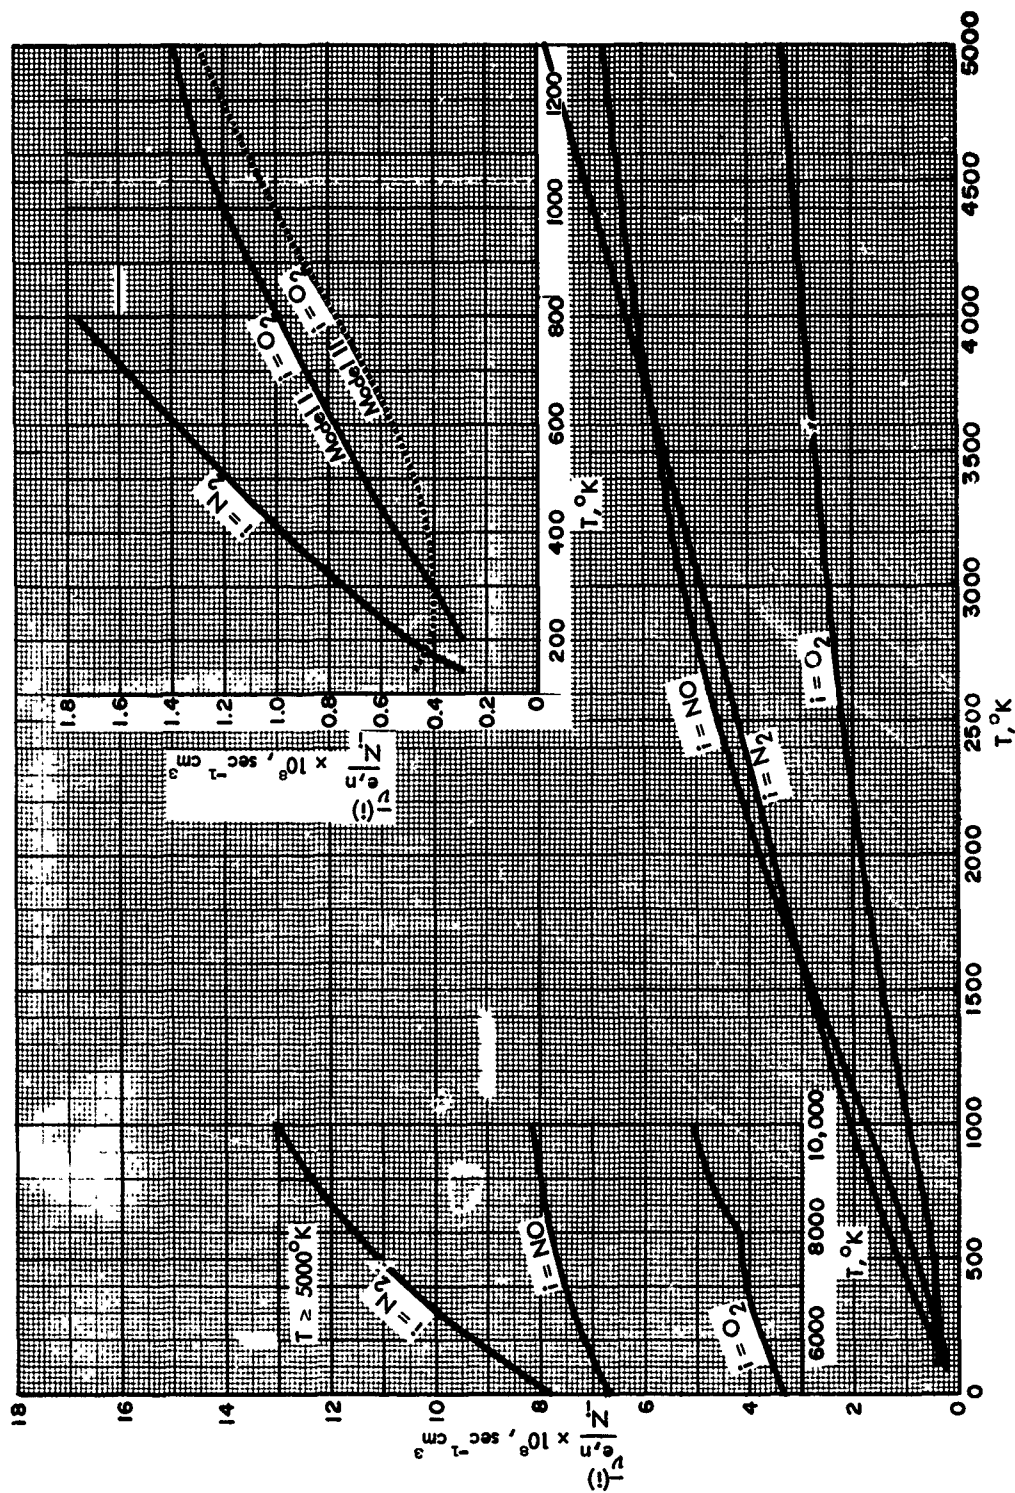 18
16
14
12
10
8
6
4
2
0
ν̄(i)
e,n
N_i
x 10⁸, sec⁻¹ cm³
0
500
1000
1500
2000
2500
3000
3500
4000
4500
5000
T, °K
T ≥ 5000°K
i = N₂
i = NO
i = O₂
6000
8000
10,000
T, °K
i = NO
i = N₂
i = O₂
1.8
1.6
1.4
1.2
1.0
0.8
0.6
0.4
0.2
0
ν̄(i)
e,n
N_i
x 10⁸, sec⁻¹ cm³
i = N₂
Model I i = O₂
Model II i = O₂
200
400
600
800
1000
1200
T, °K